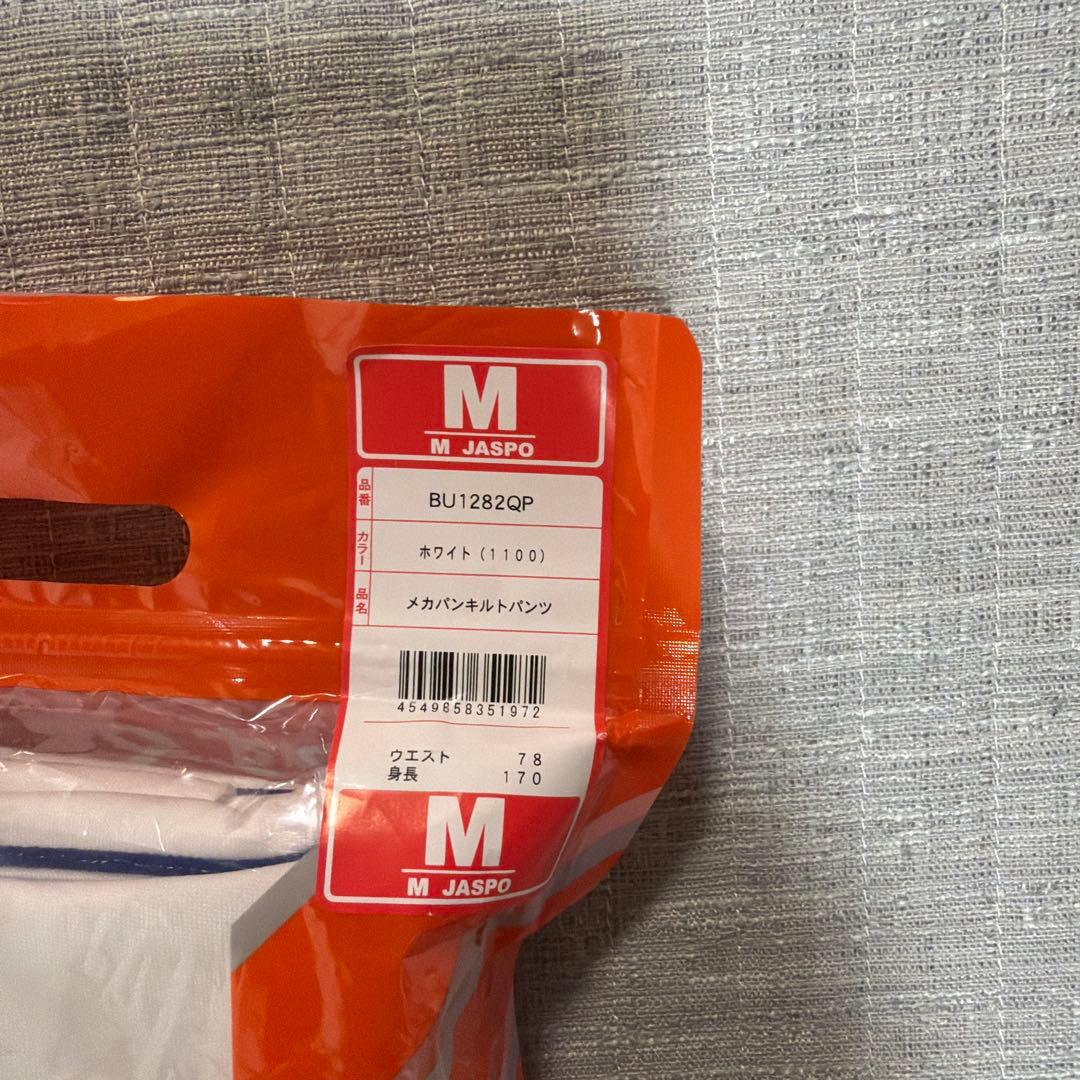 M
M JASPO
品番 BU1282QP
カラー ホワイト(1100)
品名 メカパンキルトパンツ
4549858351972
ウエスト 78
身長 170
M
M JASPO